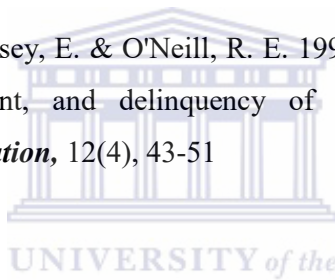 sey, E. & O'Neill, R. E. 199
nt, and delinquency of
ation, 12(4), 43-51
UNIVERSITY of the